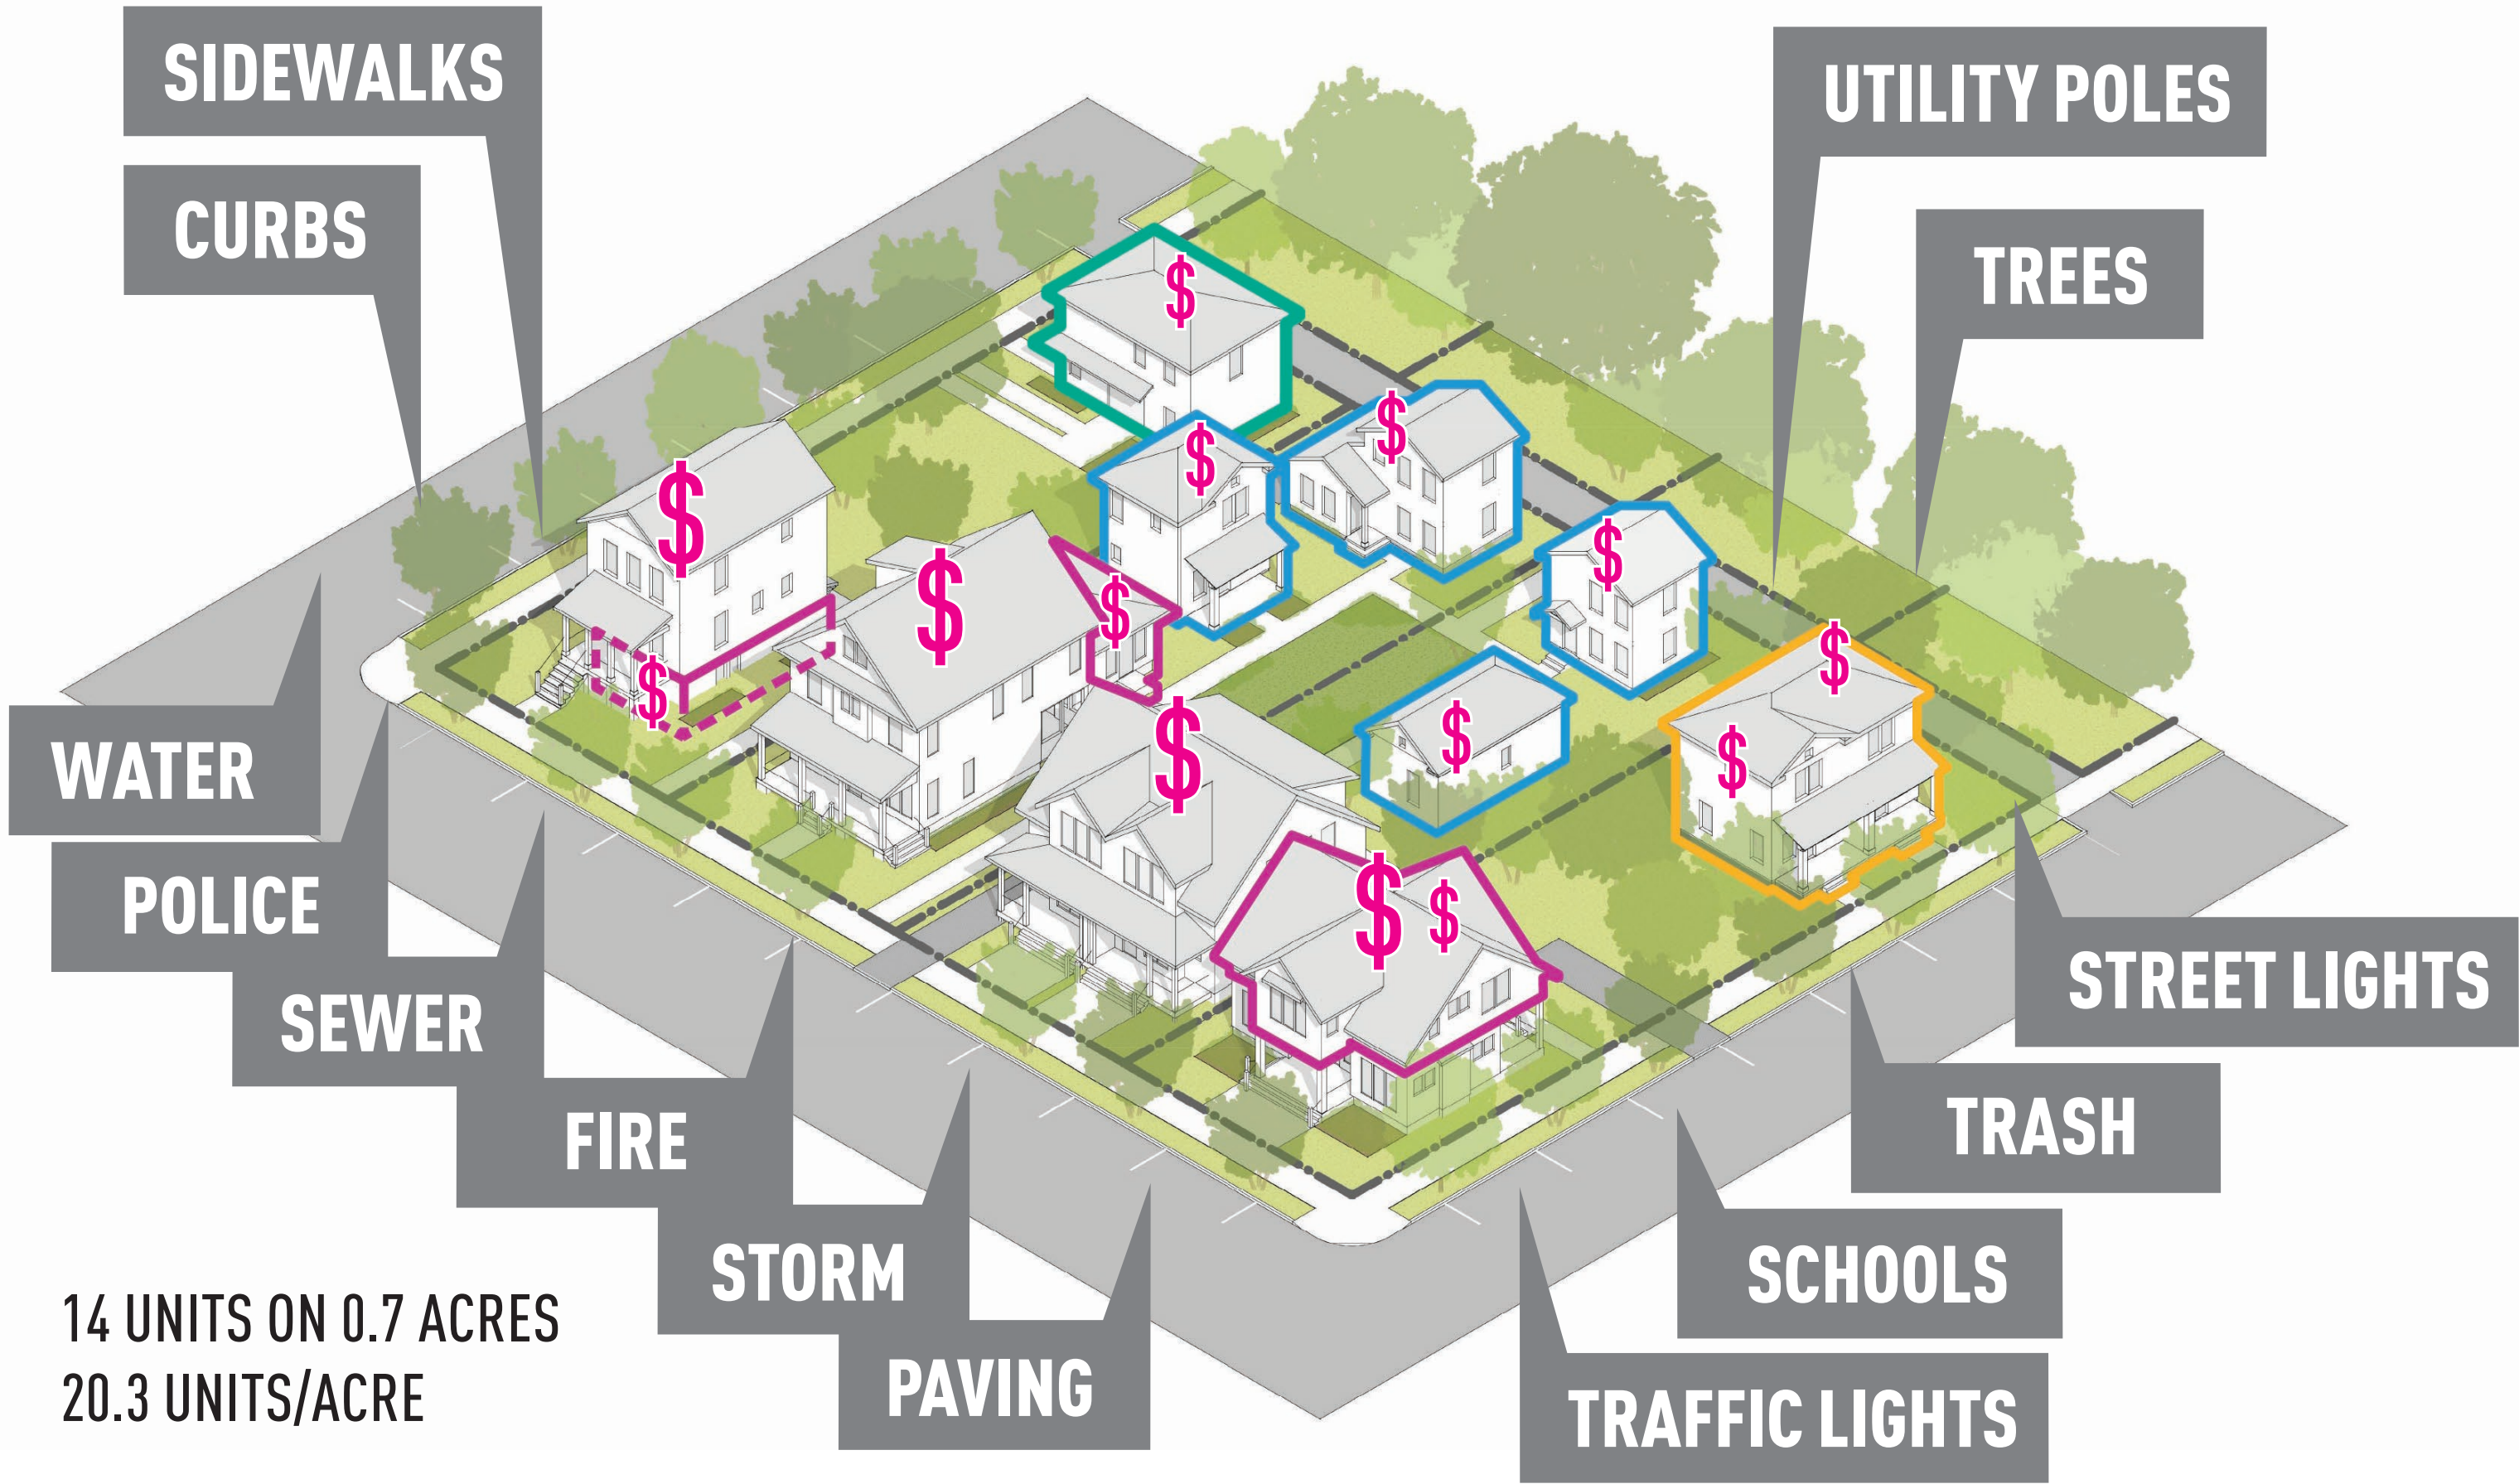 SIDEWALKS
CURBS
UTILITY POLES
TREES
$
$
$
$
$
$
$
$
$
$
$
$
$
$
WATER
POLICE
SEWER
FIRE
STORM
PAVING
STREET LIGHTS
TRASH
SCHOOLS
TRAFFIC LIGHTS
14 UNITS ON 0.7 ACRES
20.3 UNITS/ACRE